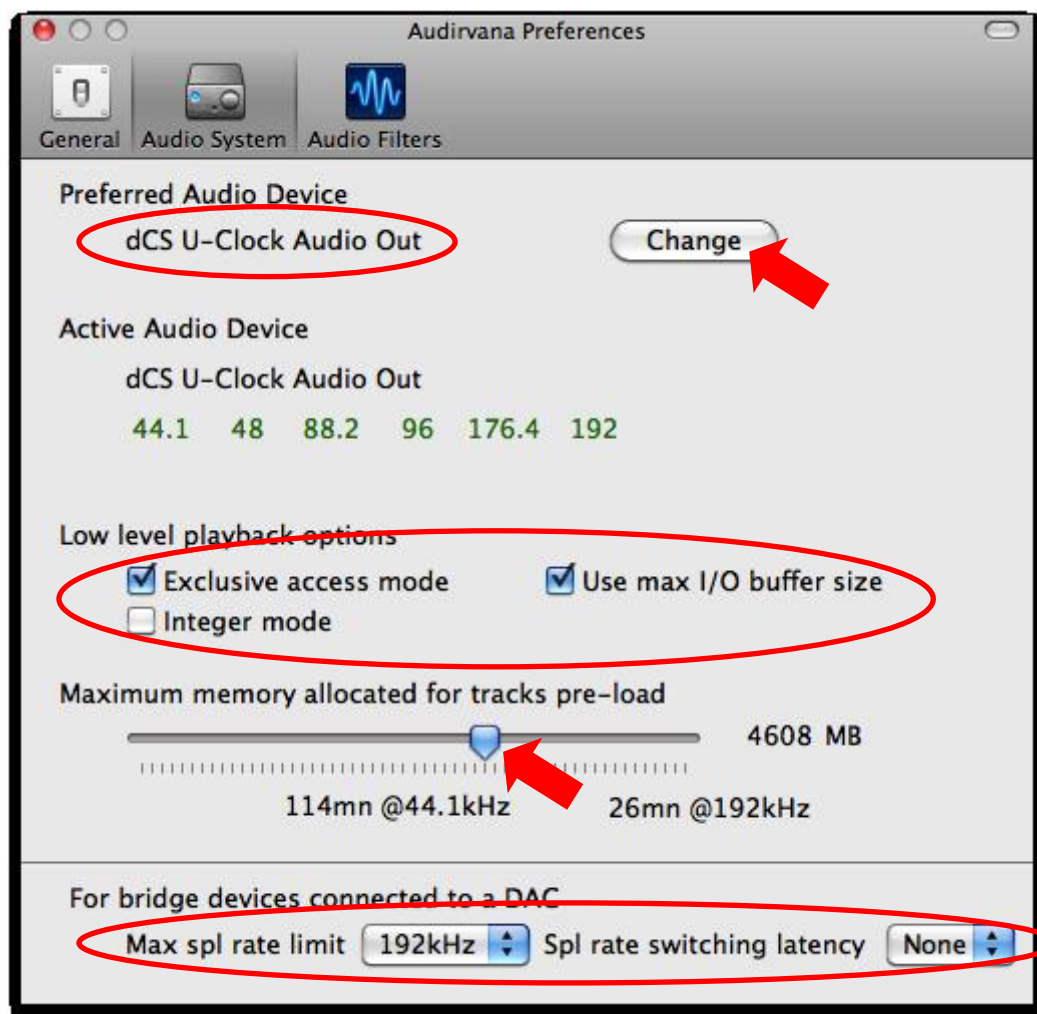 Audirvana Preferences
General Audio System Audio Filters
Preferred Audio Device
dCS U-Clock Audio Out Change
Active Audio Device
dCS U-Clock Audio Out
44.1 48 88.2 96 176.4 192
Low level playback options
Exclusive access mode Use max I/O buffer size
Integer mode
Maximum memory allocated for tracks pre-load
4608 MB
114mn @44.1kHz 26mn @192kHz
For bridge devices connected to a DAC
Max spl rate limit 192kHz Spl rate switching latency None